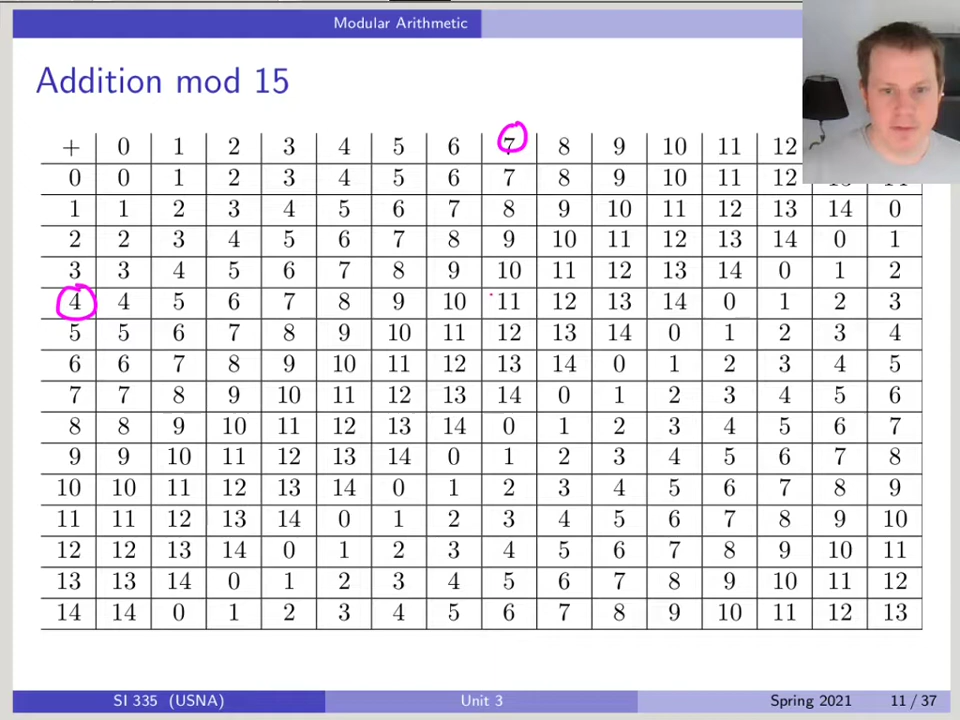 Modular Arithmetic
Addition mod 15
+ 0 1 2 3 4 5 6 7 8 9 10 11 12
0 0 1 2 3 4 5 6 7 8 9 10 11 12
1 1 2 3 4 5 6 7 8 9 10 11 12 13 14 0
2 2 3 4 5 6 7 8 9 10 11 12 13 14 0 1
3 3 4 5 6 7 8 9 10 11 12 13 14 0 1 2
4 4 5 6 7 8 9 10 11 12 13 14 0 1 2 3
5 5 6 7 8 9 10 11 12 13 14 0 1 2 3 4
6 6 7 8 9 10 11 12 13 14 0 1 2 3 4 5
7 7 8 9 10 11 12 13 14 0 1 2 3 4 5 6
8 8 9 10 11 12 13 14 0 1 2 3 4 5 6 7
9 9 10 11 12 13 14 0 1 2 3 4 5 6 7 8
10 10 11 12 13 14 0 1 2 3 4 5 6 7 8 9
11 11 12 13 14 0 1 2 3 4 5 6 7 8 9 10
12 12 13 14 0 1 2 3 4 5 6 7 8 9 10 11
13 13 14 0 1 2 3 4 5 6 7 8 9 10 11 12
14 14 0 1 2 3 4 5 6 7 8 9 10 11 12 13
SI 335 (USNA) Unit 3 Spring 2021 11 / 37